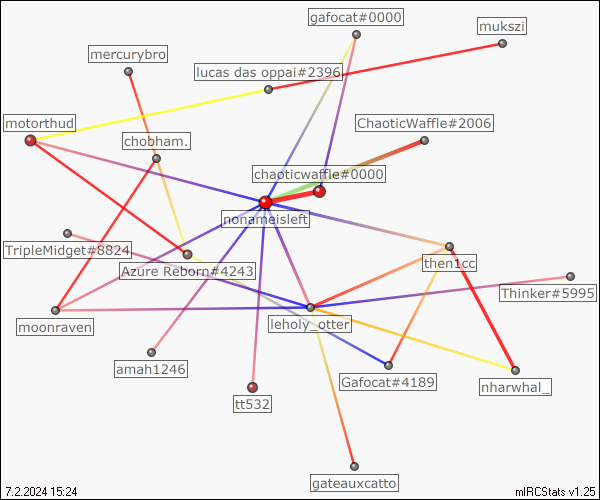 gafocat#0000
mukszi
mercurybro
lucas das oppai#2396
motorthud
ChaoticWaffle#2006
chobham.
chaoticwaffle#0000
nonameisleft
TripleMidget#8824
then1cc
Azure Reborn#4243
Thinker#5995
moonraven
leholy_otter
amah1246
Gafocat#4189
nharwhal_
tt532
gateauxcatto
7.2.2024 15:24
mIRCStats v1.25